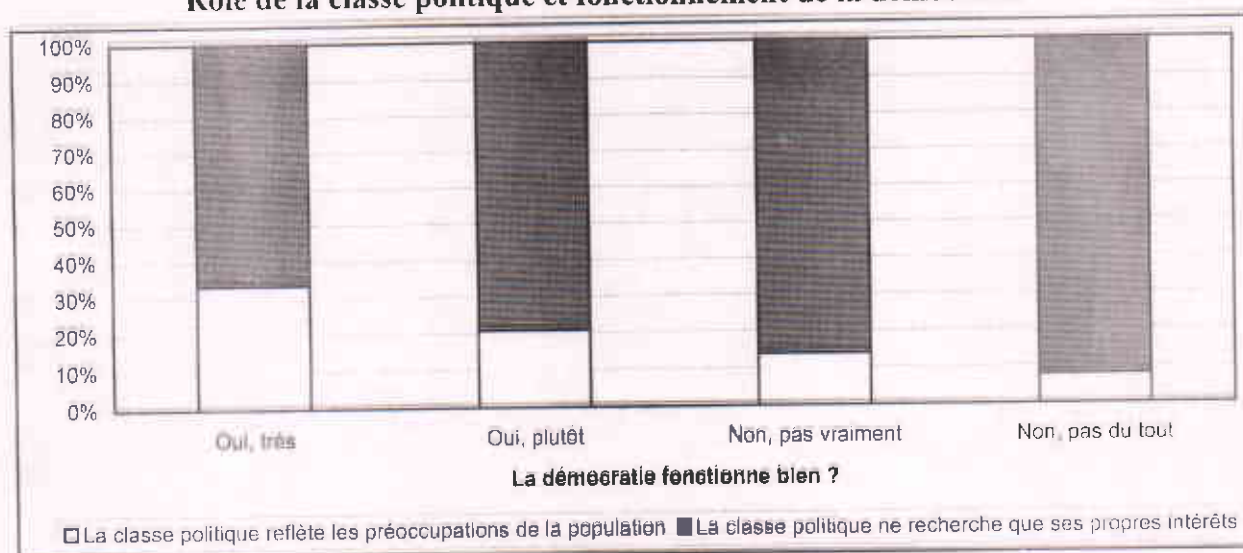 Rôle de la classe politique et fonctionnement de la
100%
90%
80%
70%
60%
50%
40%
30%
20%
10%
0%
Oui, très
Oui, plutôt
Non, pas vraiment
Non, pas du tout
La démocratie fonctionne bien ?
La classe politique reflète les préoccupations de la population
La classe politique ne recherche que ses propres intérêts